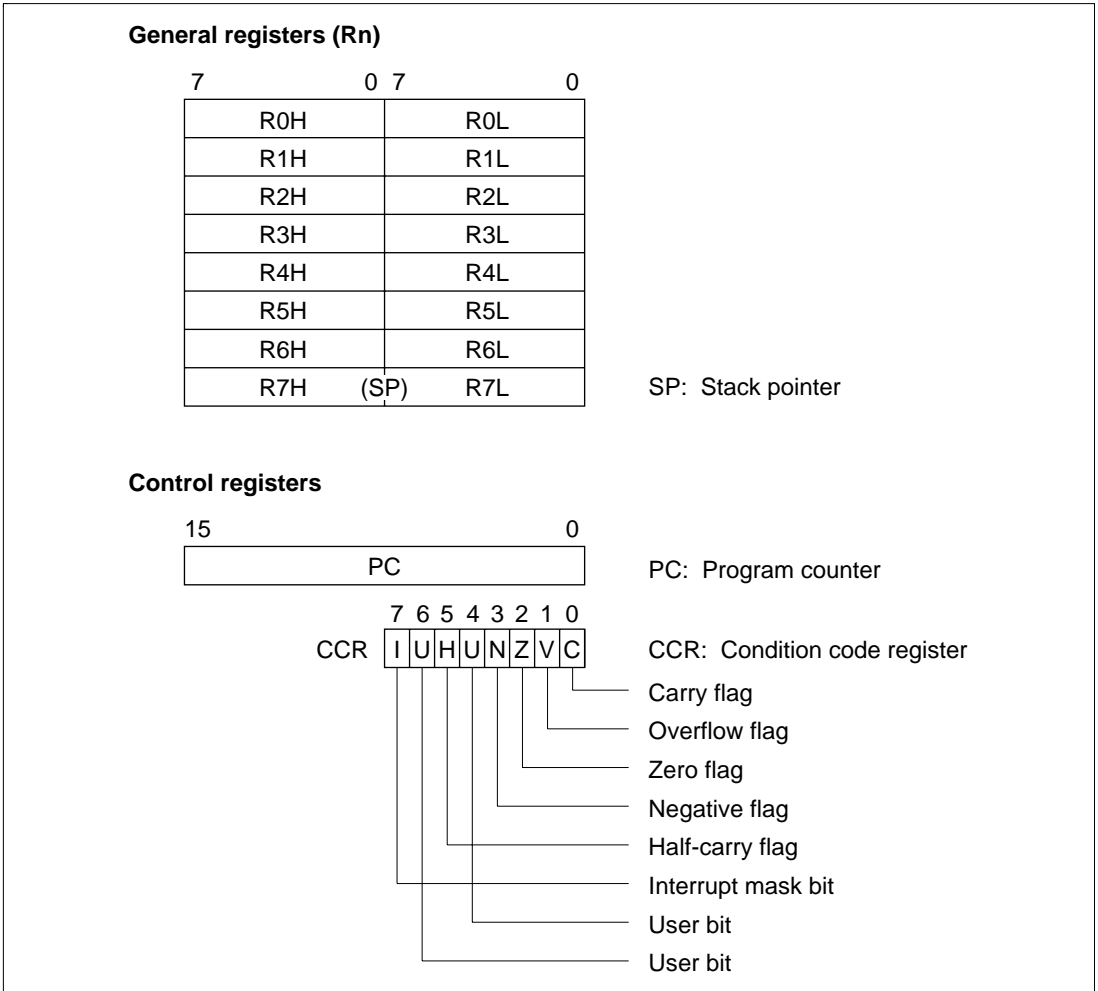 General registers (Rn)
7 0 7 0
R0H R0L
R1H R1L
R2H R2L
R3H R3L
R4H R4L
R5H R5L
R6H R6L
R7H (SP) R7L SP: Stack pointer
Control registers
15 0
PC PC: Program counter
7 6 5 4 3 2 1 0
CCR I U H U N Z V C CCR: Condition code register
Carry flag
Overflow flag
Zero flag
Negative flag
Half-carry flag
Interrupt mask bit
User bit
User bit